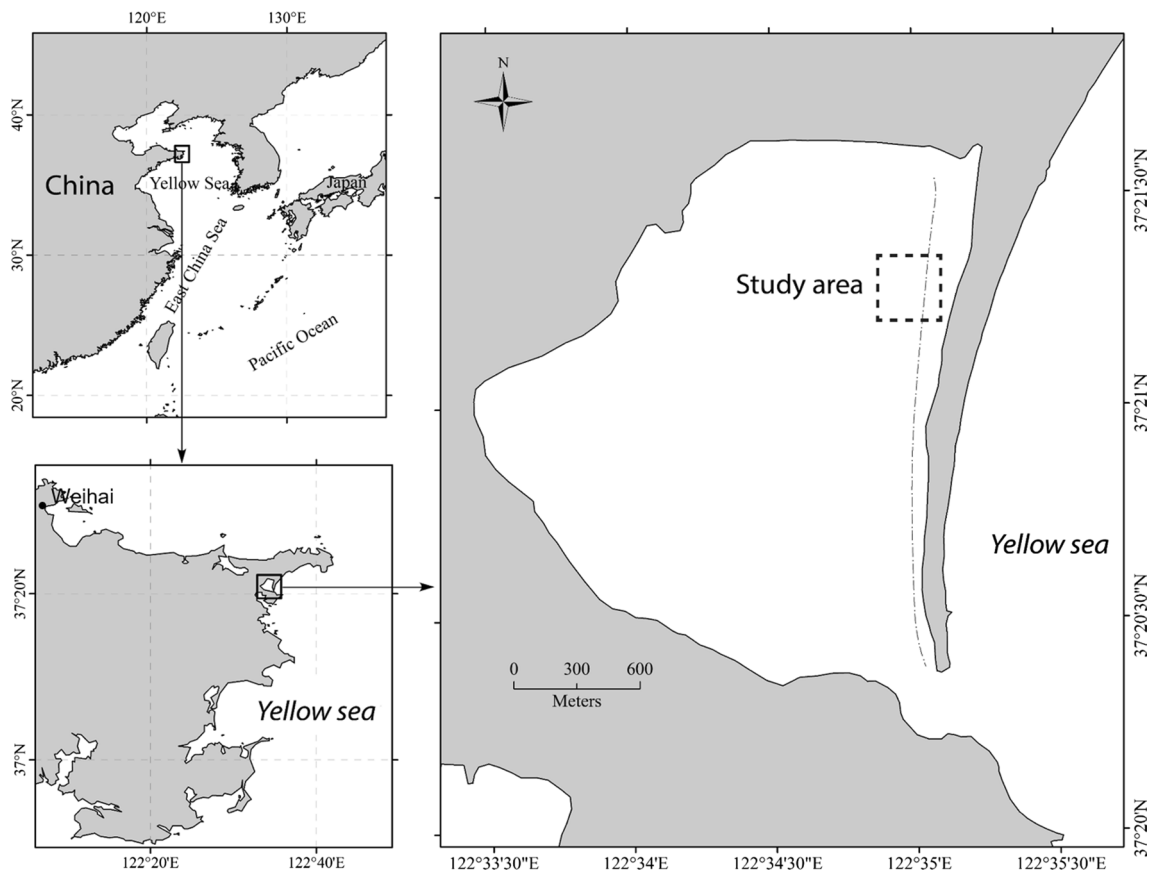 120°E
130°E
40°N
30°N
20°N
China
Yellow Sea
Japan
East China Sea
Pacific Ocean
Weihai
37°20'N
37°N
Yellow sea
122°20'E
122°40'E
N
Study area
Yellow sea
0 300 600
Meters
37°21'30"N
37°21'N
37°20'30"N
37°20'N
122°33'30"E
122°34'E
122°34'30"E
122°35'E
122°35'30"E